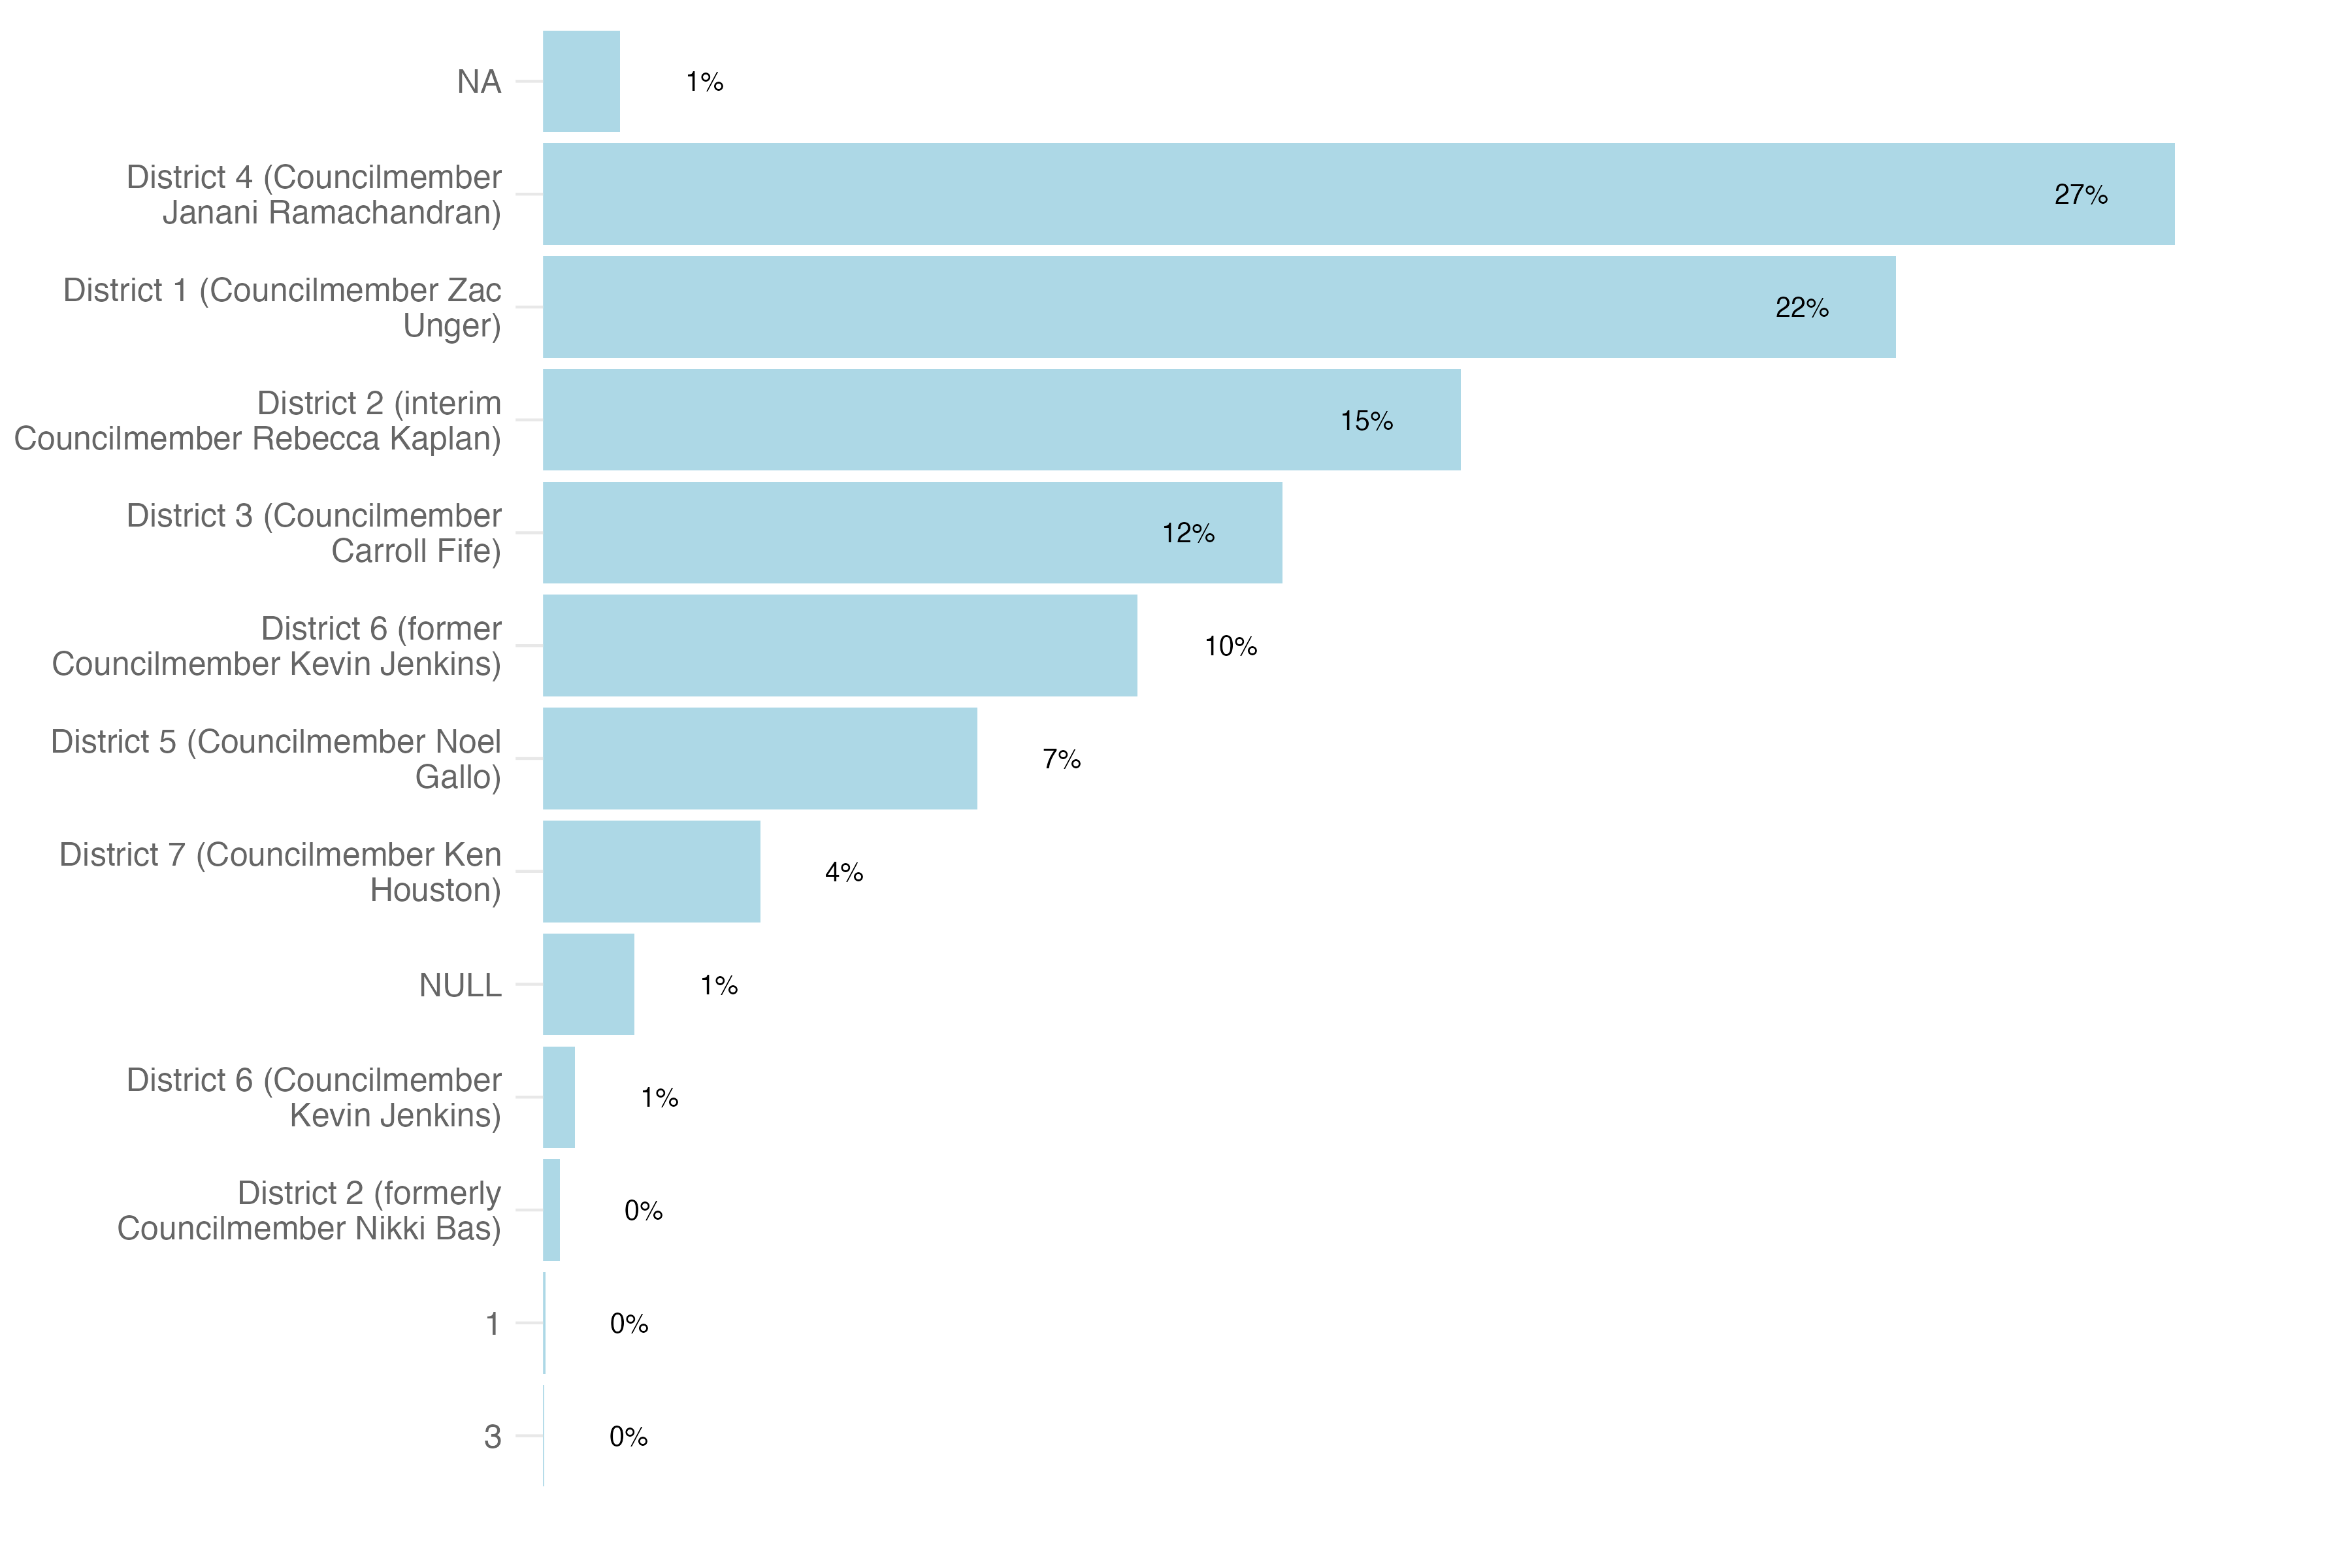 NA
1%
District 4 (Councilmember
Janani Ramachandran)
27%
District 1 (Councilmember Zac
Unger)
22%
District 2 (interim
Councilmember Rebecca Kaplan)
15%
District 3 (Councilmember
Carroll Fife)
12%
District 6 (former
Councilmember Kevin Jenkins)
10%
District 5 (Councilmember Noel
Gallo)
7%
District 7 (Councilmember Ken
Houston)
4%
NULL
1%
District 6 (Councilmember
Kevin Jenkins)
1%
District 2 (formerly
Councilmember Nikki Bas)
0%
1
0%
3
0%